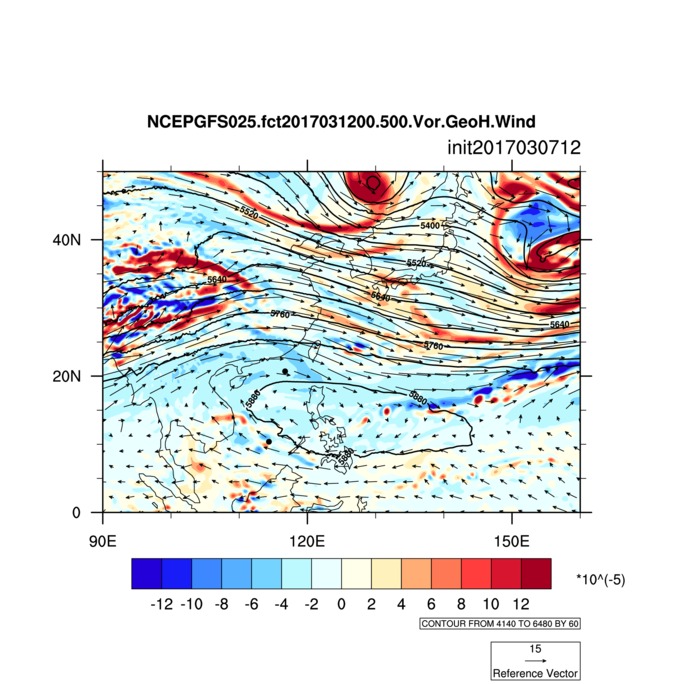 NCEPGFS025.fct2017031200.500.Vor.GeoH.Wind
init2017030712
5520
5400
40N
5520
5640
5640
5760
5640
5760
20N
5880
5880
5880
0
90E 120E 150E
-12 -10 -8 -6 -4 -2 0 2 4 6 8 10 12
*10^(-5)
CONTOUR FROM 4140 TO 6480 BY 60
15
Reference Vector